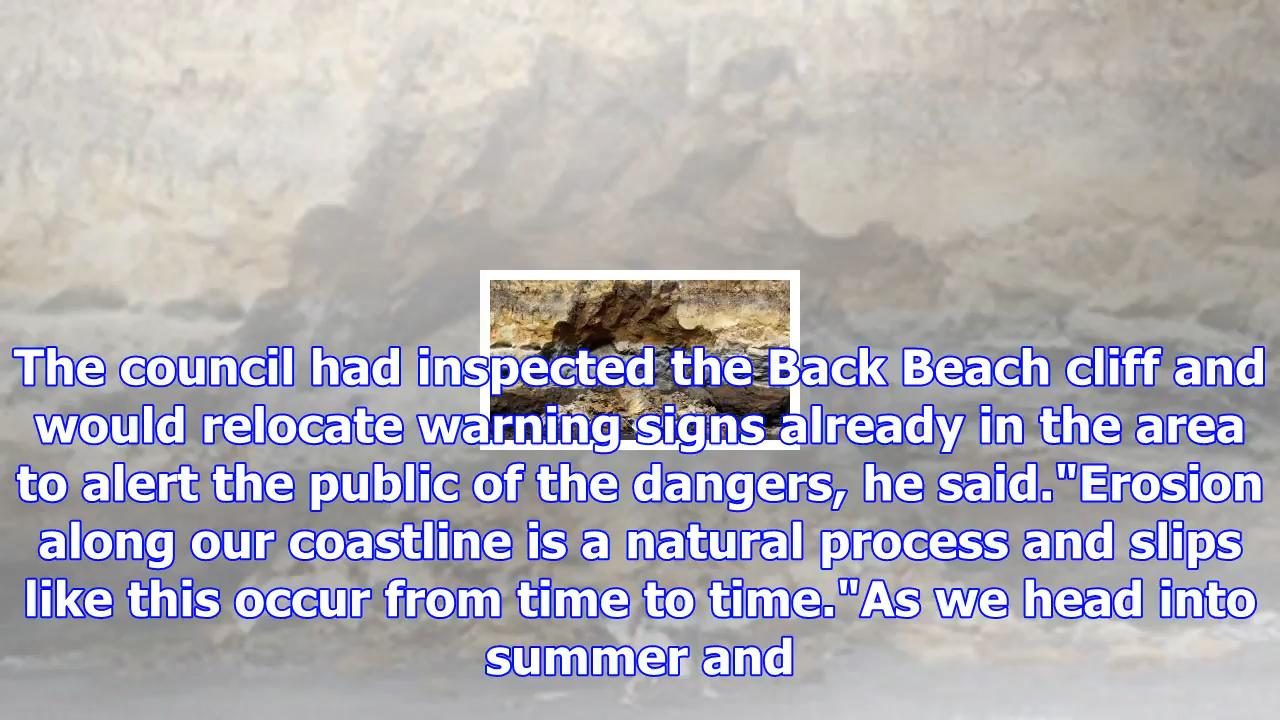 The council had inspected the Back Beach cliff and
would relocate warning signs already in the area
to alert the public of the dangers, he said."Erosion
along our coastline is a natural process and slips
like this occur from time to time."As we head into
summer and